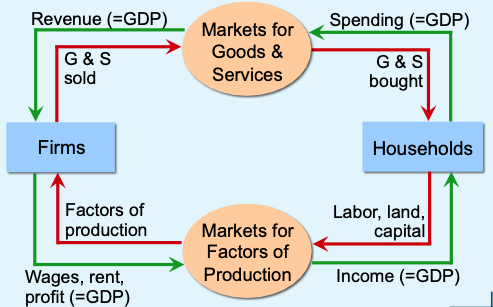 Revenue (=GDP)
Markets for
Goods &
Services
Spending (=GDP)
G & S
sold
G & S
bought
Firms
Households
Factors of
production
Markets for
Factors of
Production
Labor, land,
capital
Wages, rent,
profit (=GDP)
Income (=GDP)